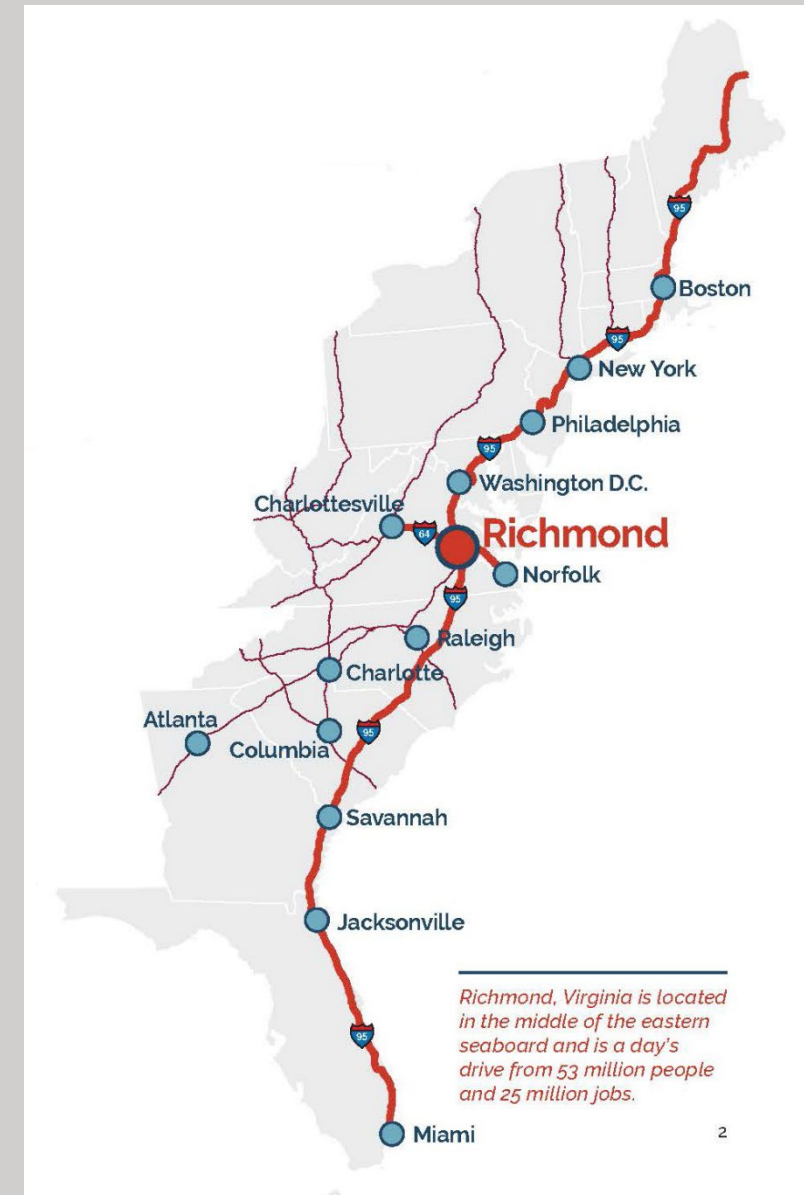 95
Boston
95
New York
Philadelphia
95
Washington D.C.
Charlottesville
64
Richmond
Norfolk
95
Raleigh
Charlotte
Atlanta
95
Columbia
Savannah
Jacksonville
Richmond, Virginia is located
in the middle of the eastern
seaboard and is a day's
drive from 53 million people
and 25 million jobs.
95
Miami
2